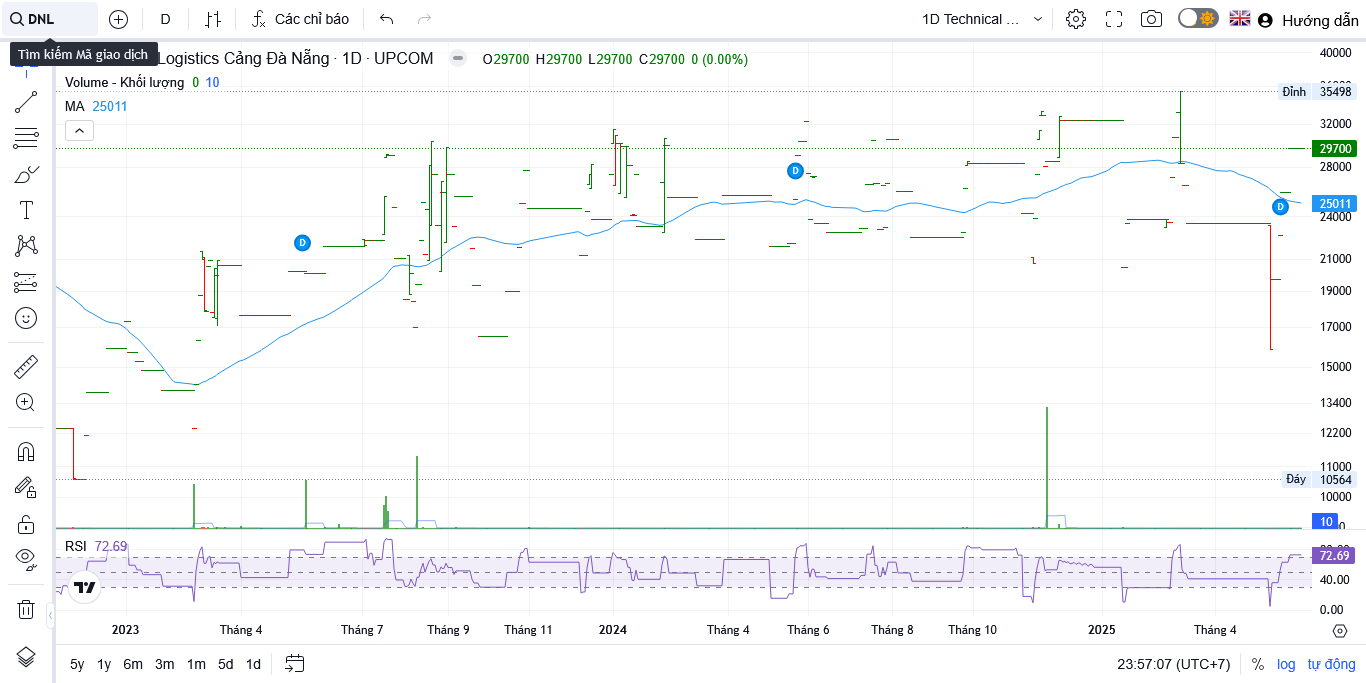 DNL
D
Các chỉ báo
1D Technical ...
Hướng dẫn
Tìm kiếm Mã giao dịch
Logistics Cảng Đà Nẵng · 1D · UPCOM
O29700 H29700 L29700 C29700 0 (0.00%)
Volume - Khối lượng 0 10
MA 25011
40000
Đỉnh 35498
32000
29700
28000
D
25011
24000
D
D
21000
19000
17000
15000
13400
12200
11000
Đáy 10564
10000
10
RSI 72.69
72.69
40.00
0.00
2023 Tháng 4 Tháng 7 Tháng 9 Tháng 11 2024 Tháng 4 Tháng 6 Tháng 8 Tháng 10 2025 Tháng 4
5y 1y 6m 3m 1m 5d 1d
23:57:07 (UTC+7) % log tự động